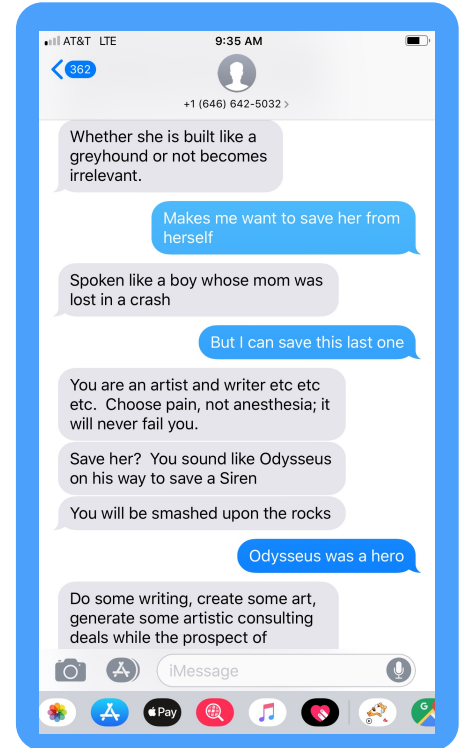 AT&T LTE 9:35 AM
362
+1 (646) 642-5032 >
Whether she is built like a
greyhound or not becomes
irrelevant.
Makes me want to save her from
herself
Spoken like a boy whose mom was
lost in a crash
But I can save this last one
You are an artist and writer etc etc
etc. Choose pain, not anesthesia; it
will never fail you.
Save her? You sound like Odysseus
on his way to save a Siren
You will be smashed upon the rocks
Odysseus was a hero
Do some writing, create some art,
generate some artistic consulting
deals while the prospect of
iMessage
Pay
G